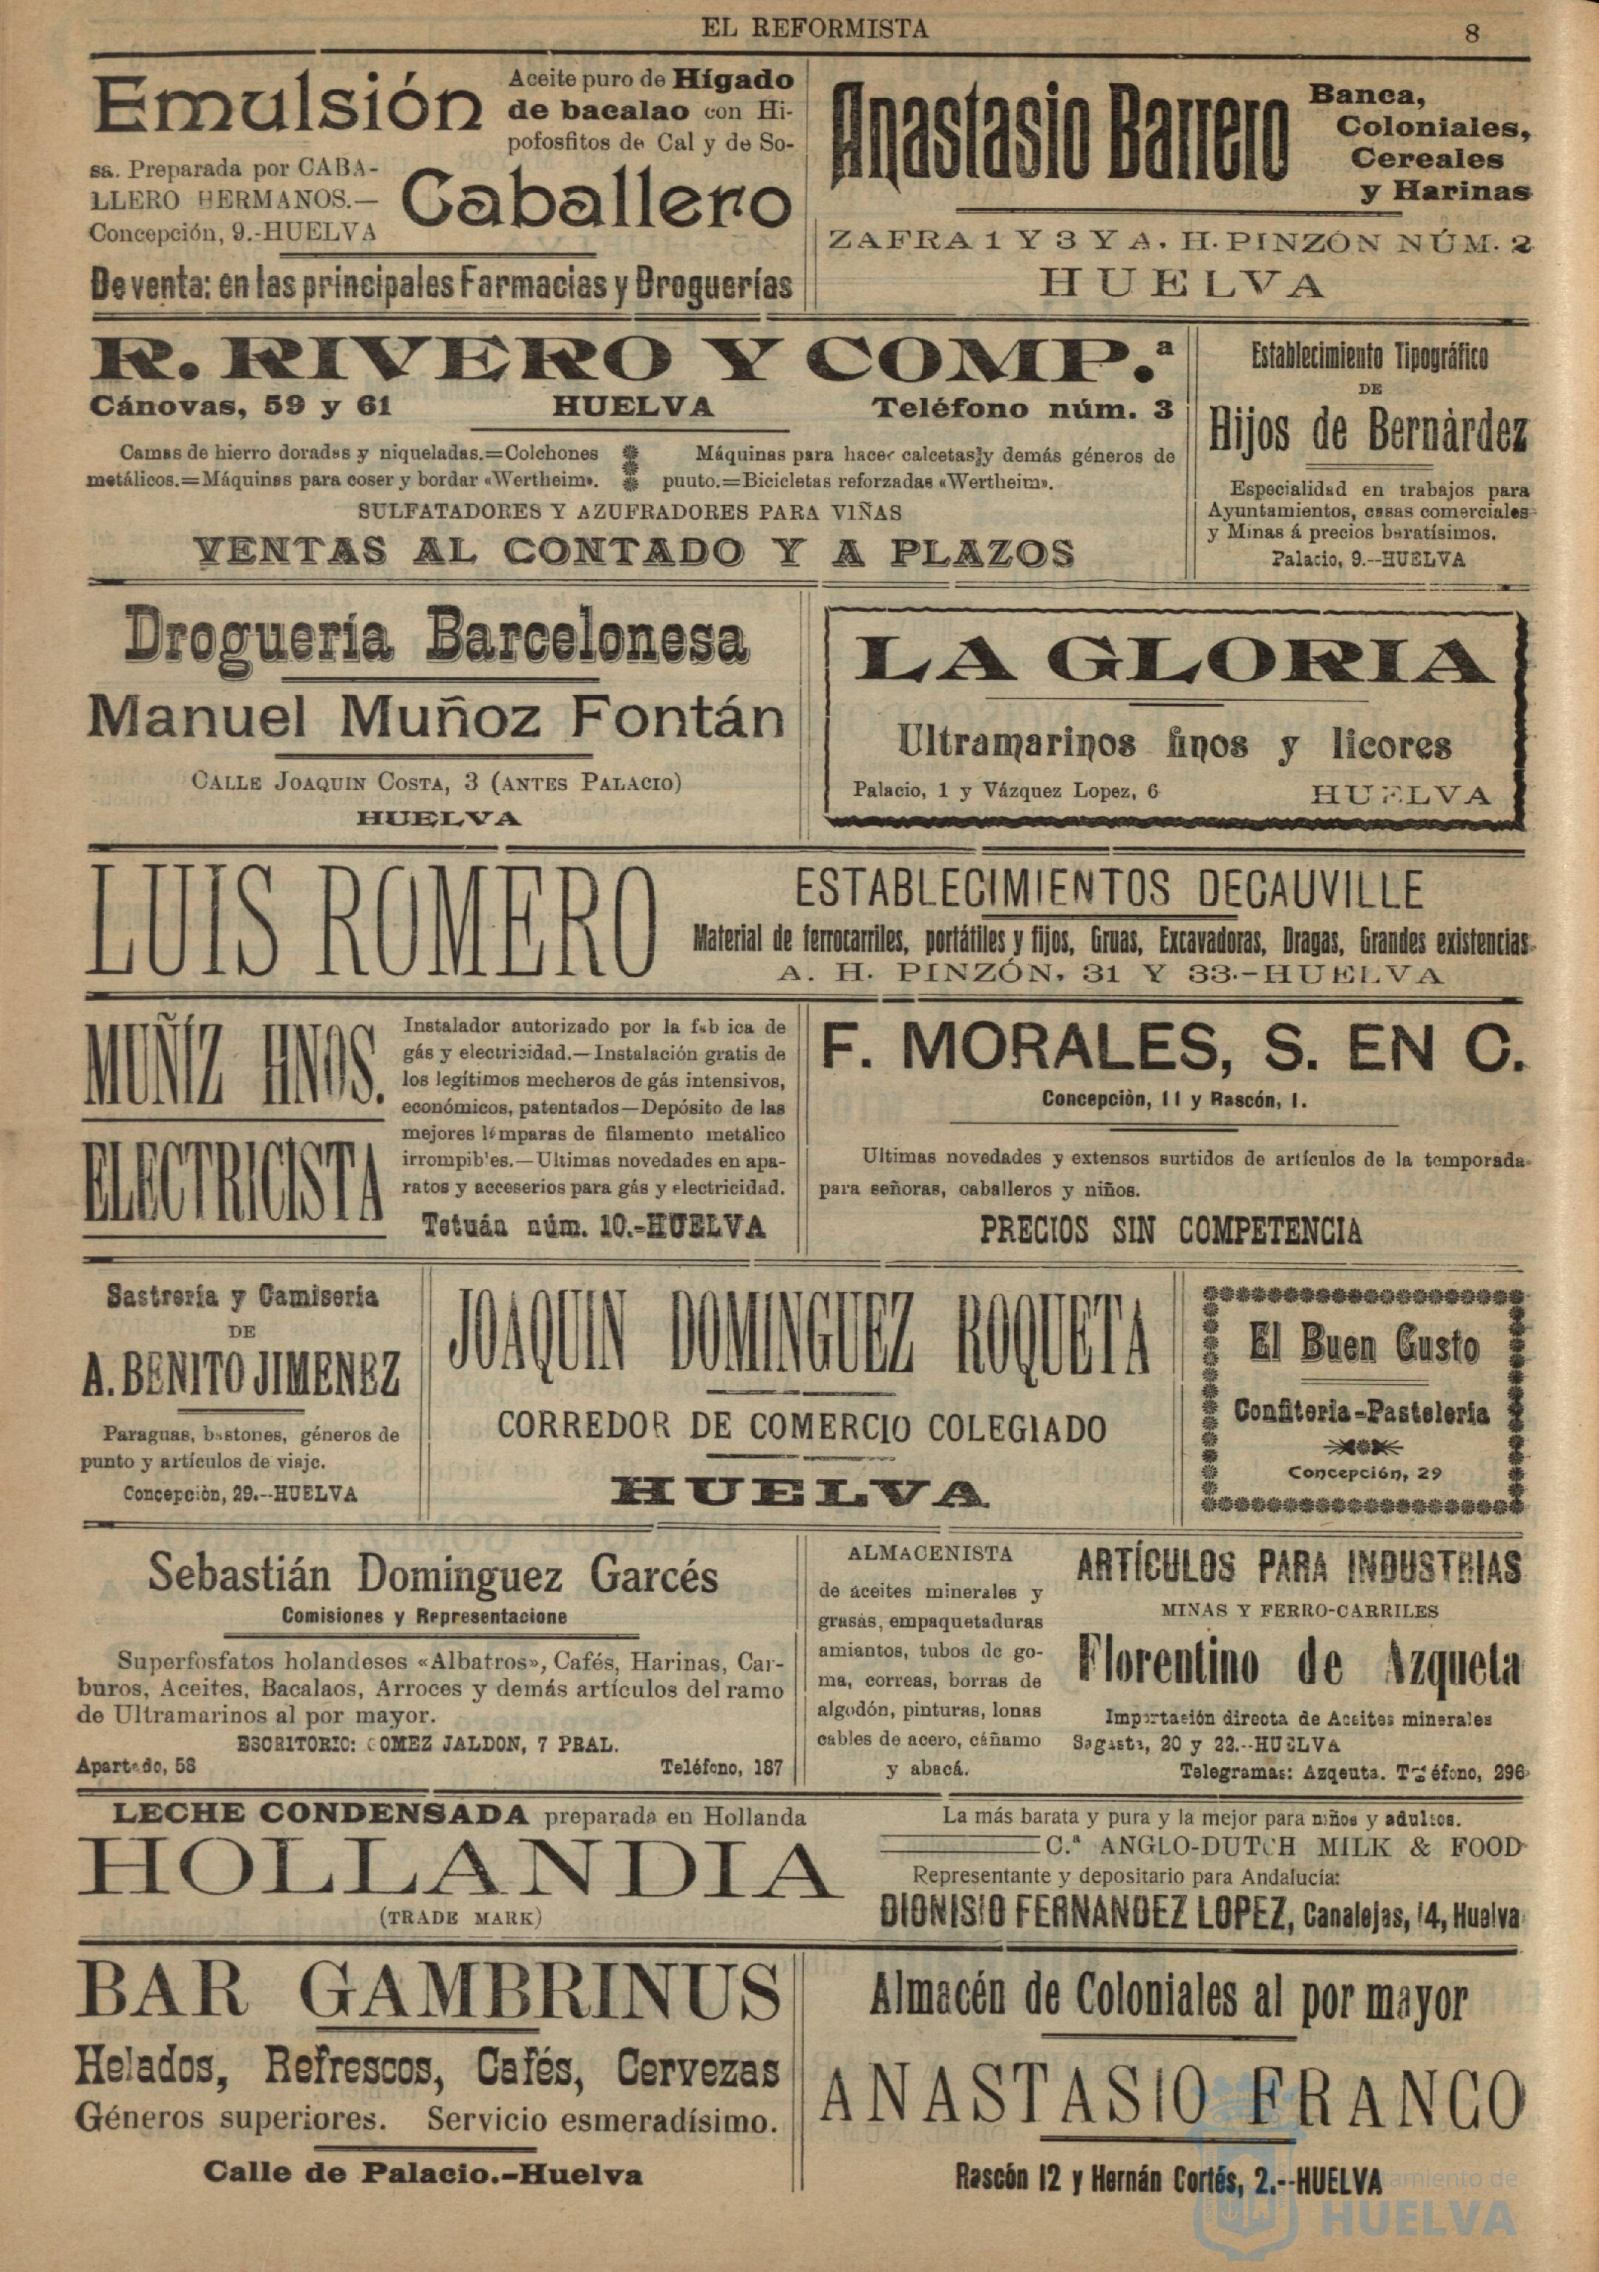 EL REFORMISTA
8
Emulsión
Aceite puro de Hígado
de bacalao con Hi-
pofosfitos de Cal y de So-
sa. Preparada por CABA-
LLERO HERMANOS.—
Concepción, 9.-HUELVA
Caballero
De venta: en las principales Farmacias y Droguerías
Anastasio Barrero
Banca,
Coloniales,
Cereales
y Harinas
ZAFRA 1 Y 3 Y A. H. PINZÓN NÚM. 2
HUELVA
R. RIVERO Y COMP.ª
Cánovas, 59 y 61 HUELVA Teléfono núm. 3
Camas de hierro doradas y niqueladas.=Colchones
metálicos.=Máquinas para coser y bordar «Wertheim».
Máquinas para hacer calcetas y demás géneros de
puuto.=Bicicletas reforzadas «Wertheim».
SULFATADORES Y AZUFRADORES PARA VIÑAS
VENTAS AL CONTADO Y A PLAZOS
Establecimiento Tipográfico
DE
Hijos de Bernàrdez
Especialidad en trabajos para
Ayuntamientos, casas comerciales
y Minas á precios baratísimos.
Palacio, 9.--HUELVA
Droguería Barcelonesa
Manuel Muñoz Fontán
CALLE JOAQUIN COSTA, 3 (ANTES PALACIO)
HUELVA
LA GLORIA
Ultramarinos finos y licores
Palacio, 1 y Vázquez Lopez, 6 HUELVA
LUIS ROMERO
ESTABLECIMIENTOS DECAUVILLE
Material de ferrocarriles, portátiles y fijos, Gruas, Excavadoras, Dragas, Grandes existencias
A. H. PINZÓN, 31 Y 33.-HUELVA
MUÑÍZ HNOS.
ELECTRICISTA
Instalador autorizado por la fab ica de
gás y electricidad.—Instalación gratis de
los legítimos mecheros de gás intensivos,
económicos, patentados—Depósito de las
mejores lámparas de filamento metálico
irrompibles.—Ultimas novedades en apa-
ratos y acceserios para gás y electricidad.
Tetuán núm. 10.-HUELVA
F. MORALES, S. EN C.
Concepciòn, 11 y Rascón, 1.
Ultimas novedades y extensos surtidos de artículos de la temporada
para señoras, caballeros y niños.
PRECIOS SIN COMPETENCIA
Sastrería y Camiseria
DE
A. BENITO JIMENEZ
Paraguas, bastones, géneros de
punto y artículos de viaje.
Concepciòn, 29.--HUELVA
JOAQUIN DOMINGUEZ ROQUETA
CORREDOR DE COMERCIO COLEGIADO
HUELVA
El Buen Gusto
Confiteria-Pasteleria
Concepción, 29
Sebastián Dominguez Garcés
Comisiones y Representacione
Superfosfatos holandeses «Albatros», Cafés, Harinas, Car-
buros, Aceites, Bacalaos, Arroces y demás artículos del ramo
de Ultramarinos al por mayor.
ESCRITORIO: GOMEZ JALDON, 7 PRAL.
Apartado, 58 Teléfono, 187
ALMACENISTA
de aceites minerales y
grasas, empaquetaduras
amiantos, tubos de go-
ma, correas, borras de
algodón, pinturas, lonas
cables de acero, cáñamo
y abacá.
ARTÍCULOS PARA INDUSTRIAS
MINAS Y FERRO-CARRILES
Florentino de Azqueta
Importación directa de Aceites minerales
Sagasta, 20 y 22.--HUELVA
Telegramas: Azqeuta. Teléfono, 296
LECHE CONDENSADA preparada en Hollanda
HOLLANDIA
(TRADE MARK)
La más barata y pura y la mejor para niños y adultos.
C.ª ANGLO-DUTCH MILK & FOOD
Representante y depositario para Andalucía:
DIONISIO FERNANDEZ LOPEZ, Canalejas, 14, Huelva
BAR GAMBRINUS
Helados, Refrescos, Cafés, Cervezas
Géneros superiores. Servicio esmeradísimo.
Calle de Palacio.-Huelva
Almacén de Coloniales al por mayor
ANASTASIO FRANCO
Rascón 12 y Hernán Cortés, 2.--HUELVA
Ayuntamiento de
HUELVA